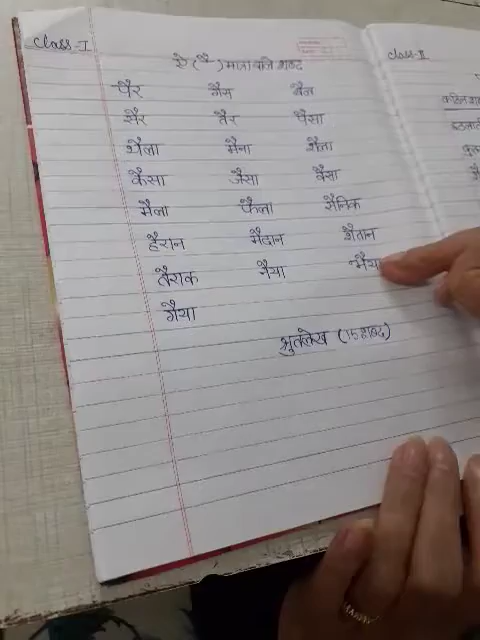 class-I
class-II
ऐ (ै) मात्रा वाले शब्द
पैर नैन बैल
सैर तैर पैसा
थैला मैना
कैसा जैसा वैसा
मैला फैला सैनिक
हैरान मैदान शैतान
तैराक नैया भैया
गैया
श्रुतलेख (15 शब्द)